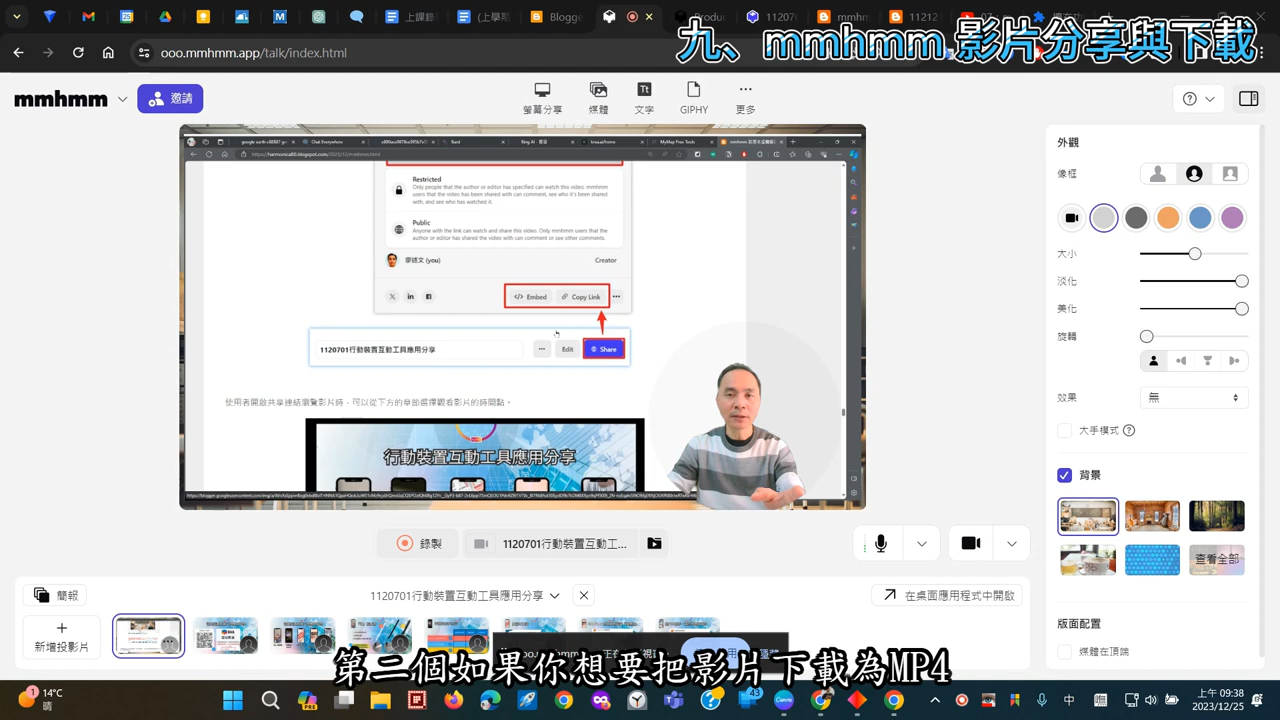 ooo.mmhmm.app/talk/index.html
九、mmhmm 影片分享與下載
mmhmm
邀請
螢幕分享
媒體
文字
GIPHY
更多
Restricted
Only people that the author or editor has specified can watch this video. mmhmm
users that the video has been shared with can comment, see who it's been shared
with, and see who has watched it.
Public
Anyone with the link can watch and share this video. Only mmhmm users that the
author or editor has shared the video with can comment or see other comments.
(you)
Creator
Embed
Copy Link
1120701行動裝置互動工具應用分享
Edit
Share
使用者開啟共享連結瀏覽影片時，可以從下方的章節選擇觀看影片的時間點。
行動裝置互動工具應用分享
外觀
像框
大小
淡化
美化
旋轉
效果
無
大手模式
背景
查看全部
版面配置
媒體在頂端
錄製
1120701行動裝置互動工...
簡報
1120701行動裝置互動工具應用分享
在桌面應用程式中開啟
新增投影片
第二個如果你想要把影片下載為MP4
14°C
晴
中
上午 09:38
2023/12/25